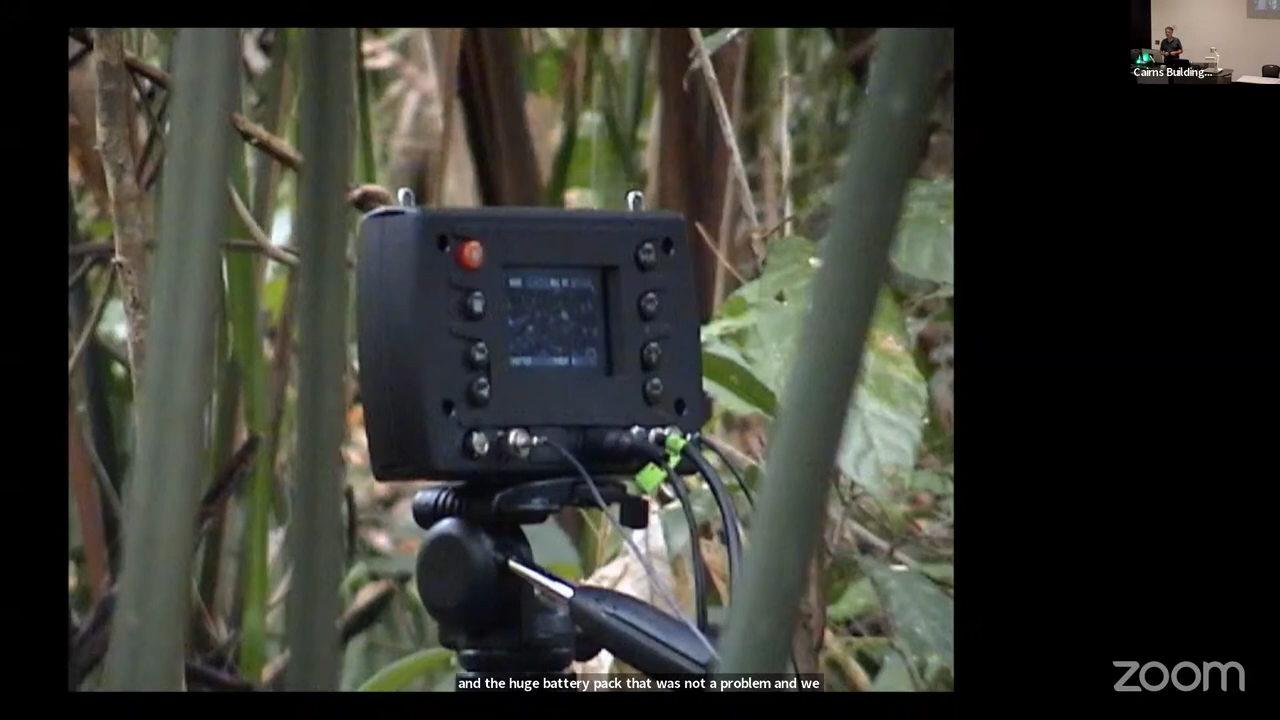 Cairns Building...
and the huge battery pack that was not a problem and we
zoom